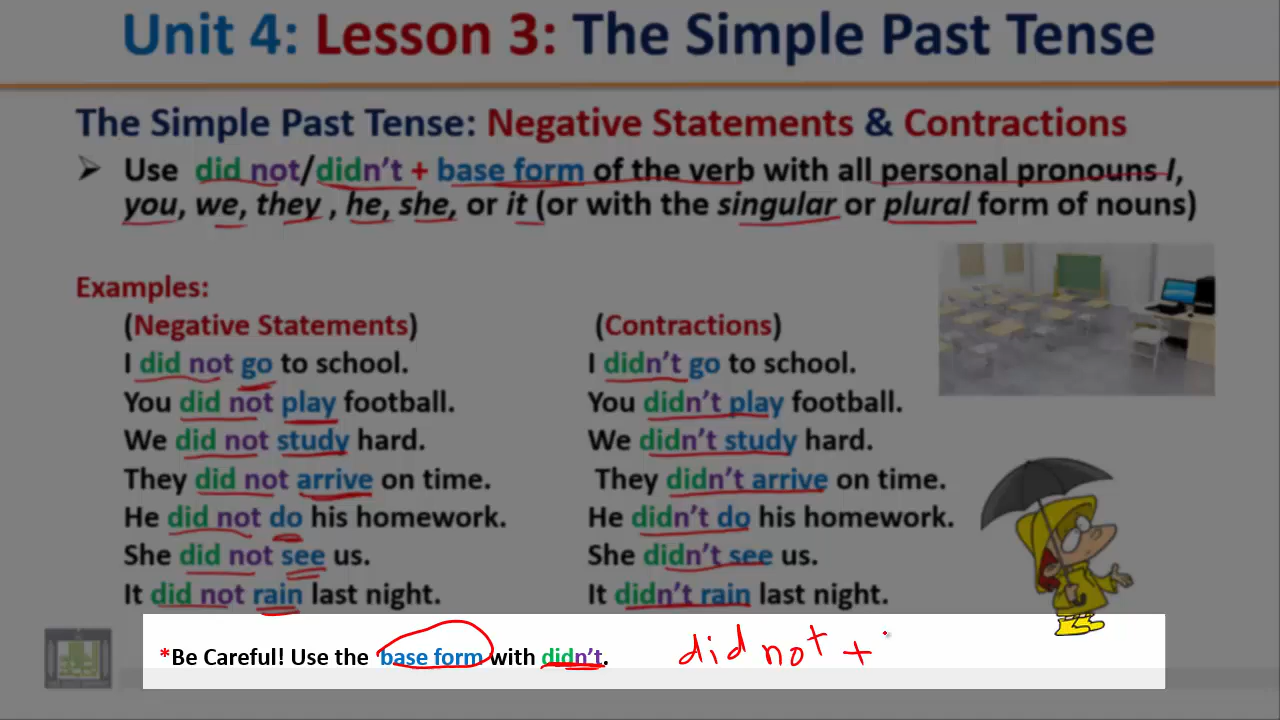 Unit 4: Lesson 3: The Simple Past Tense
The Simple Past Tense: Negative Statements & Contractions
➢ Use did not/didn't + base form of the verb with all personal pronouns I,
you, we, they , he, she, or it (or with the singular or plural form of nouns)
Examples:
(Negative Statements)
I did not go to school.
You did not play football.
We did not study hard.
They did not arrive on time.
He did not do his homework.
She did not see us.
It did not rain last night.
(Contractions)
I didn't go to school.
You didn't play football.
We didn't study hard.
They didn't arrive on time.
He didn't do his homework.
She didn't see us.
It didn't rain last night.
*Be Careful! Use the base form with didn't.
did not +